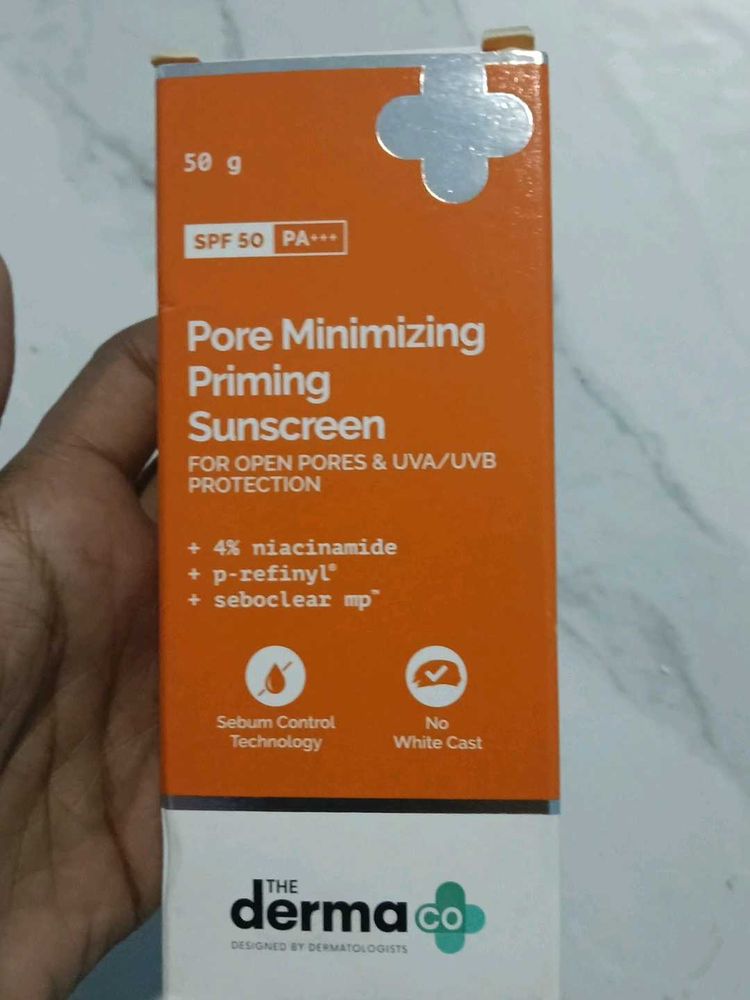 50 g
SPF 50 PA+++
Pore Minimizing
Priming
Sunscreen
FOR OPEN PORES & UVA/UVB
PROTECTION
+ 4% niacinamide
+ p-refinyl®
+ seboclear mp™
Sebum Control
Technology
No
White Cast
THE
derma co
DESIGNED BY DERMATOLOGISTS